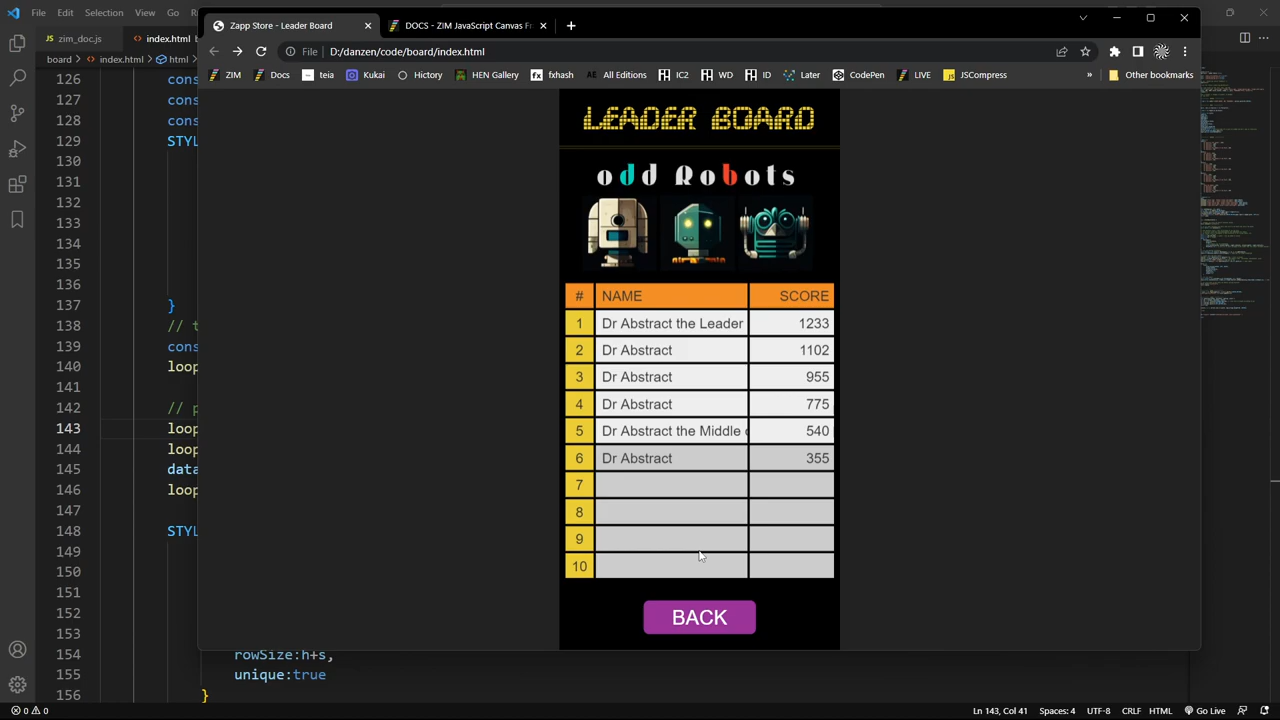 File Edit Selection View Go
zim_doc.js
index.html
board > index.html > html
Zapp Store - Leader Board
DOCS - ZIM JavaScript Canvas Fr
File D:/danzen/code/board/index.html
ZIM Docs teia Kukai Hictory HEN Gallery fxhash All Editions IC2 WD ID Later CodePen LIVE JSCompress » Other bookmarks
LEADER BOARD
odd Robots
# NAME SCORE
1 Dr Abstract the Leader 1233
2 Dr Abstract 1102
3 Dr Abstract 955
4 Dr Abstract 775
5 Dr Abstract the Middle 540
6 Dr Abstract 355
7
8
9
10
BACK
126 cons
127 cons
128 cons
129 STYL
130
131
132
133
134
135
136
137 }
138 // t
139 cons
140 loop
141
142 // p
143 loop
144 loop
145 data
146 loop
147
148 STYL
149
150
151
152
153
154 rowSize:h+s,
155 unique:true
156 }
0 0
Ln 143, Col 41 Spaces: 4 UTF-8 CRLF HTML Go Live